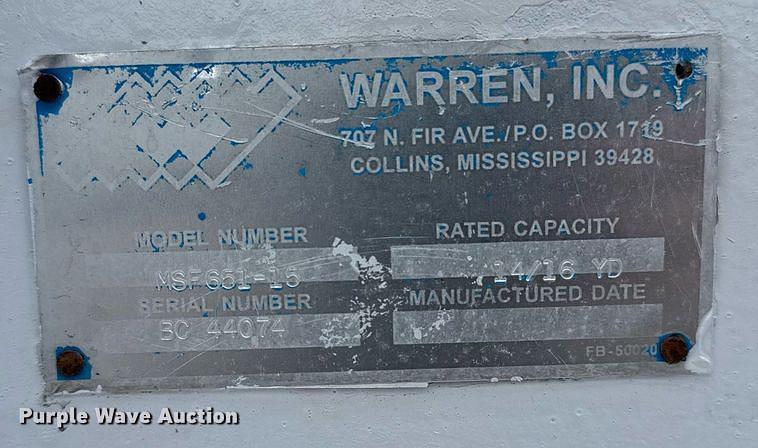 WARREN, INC.
707 N. FIR AVE./P.O. BOX 1719
COLLINS, MISSISSIPPI 39428
MODEL NUMBER
MSF651-15
RATED CAPACITY
14/16 YD
SERIAL NUMBER
BC 44074
MANUFACTURED DATE
FB-50020
Purple Wave Auction